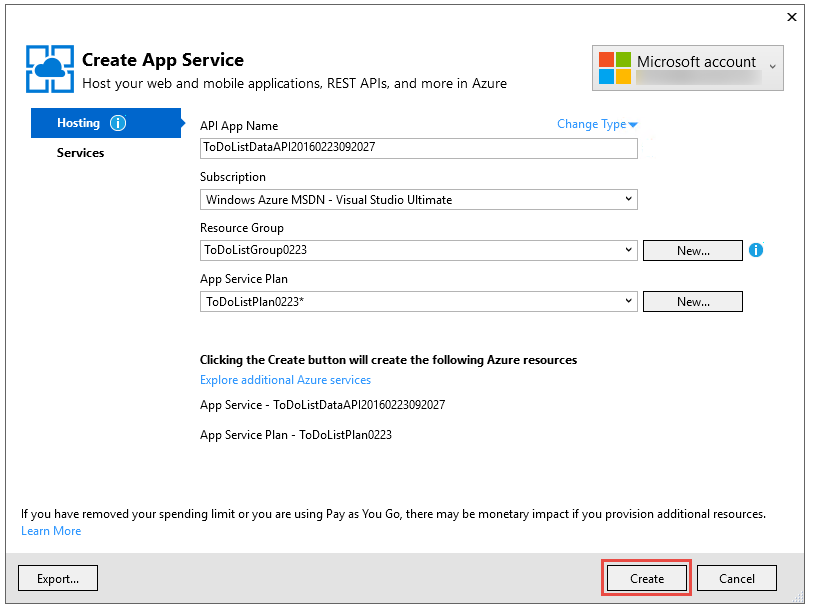 Create App Service
Host your web and mobile applications, REST APIs, and more in Azure
Microsoft account
Hosting
Services
API App Name
Change Type
ToDoListDataAPI20160223092027
Subscription
Windows Azure MSDN - Visual Studio Ultimate
Resource Group
ToDoListGroup0223
New...
App Service Plan
ToDoListPlan0223*
New...
Clicking the Create button will create the following Azure resources
Explore additional Azure services
App Service - ToDoListDataAPI20160223092027
App Service Plan - ToDoListPlan0223
If you have removed your spending limit or you are using Pay as You Go, there may be monetary impact if you provision additional resources.
Learn More
Export...
Create
Cancel